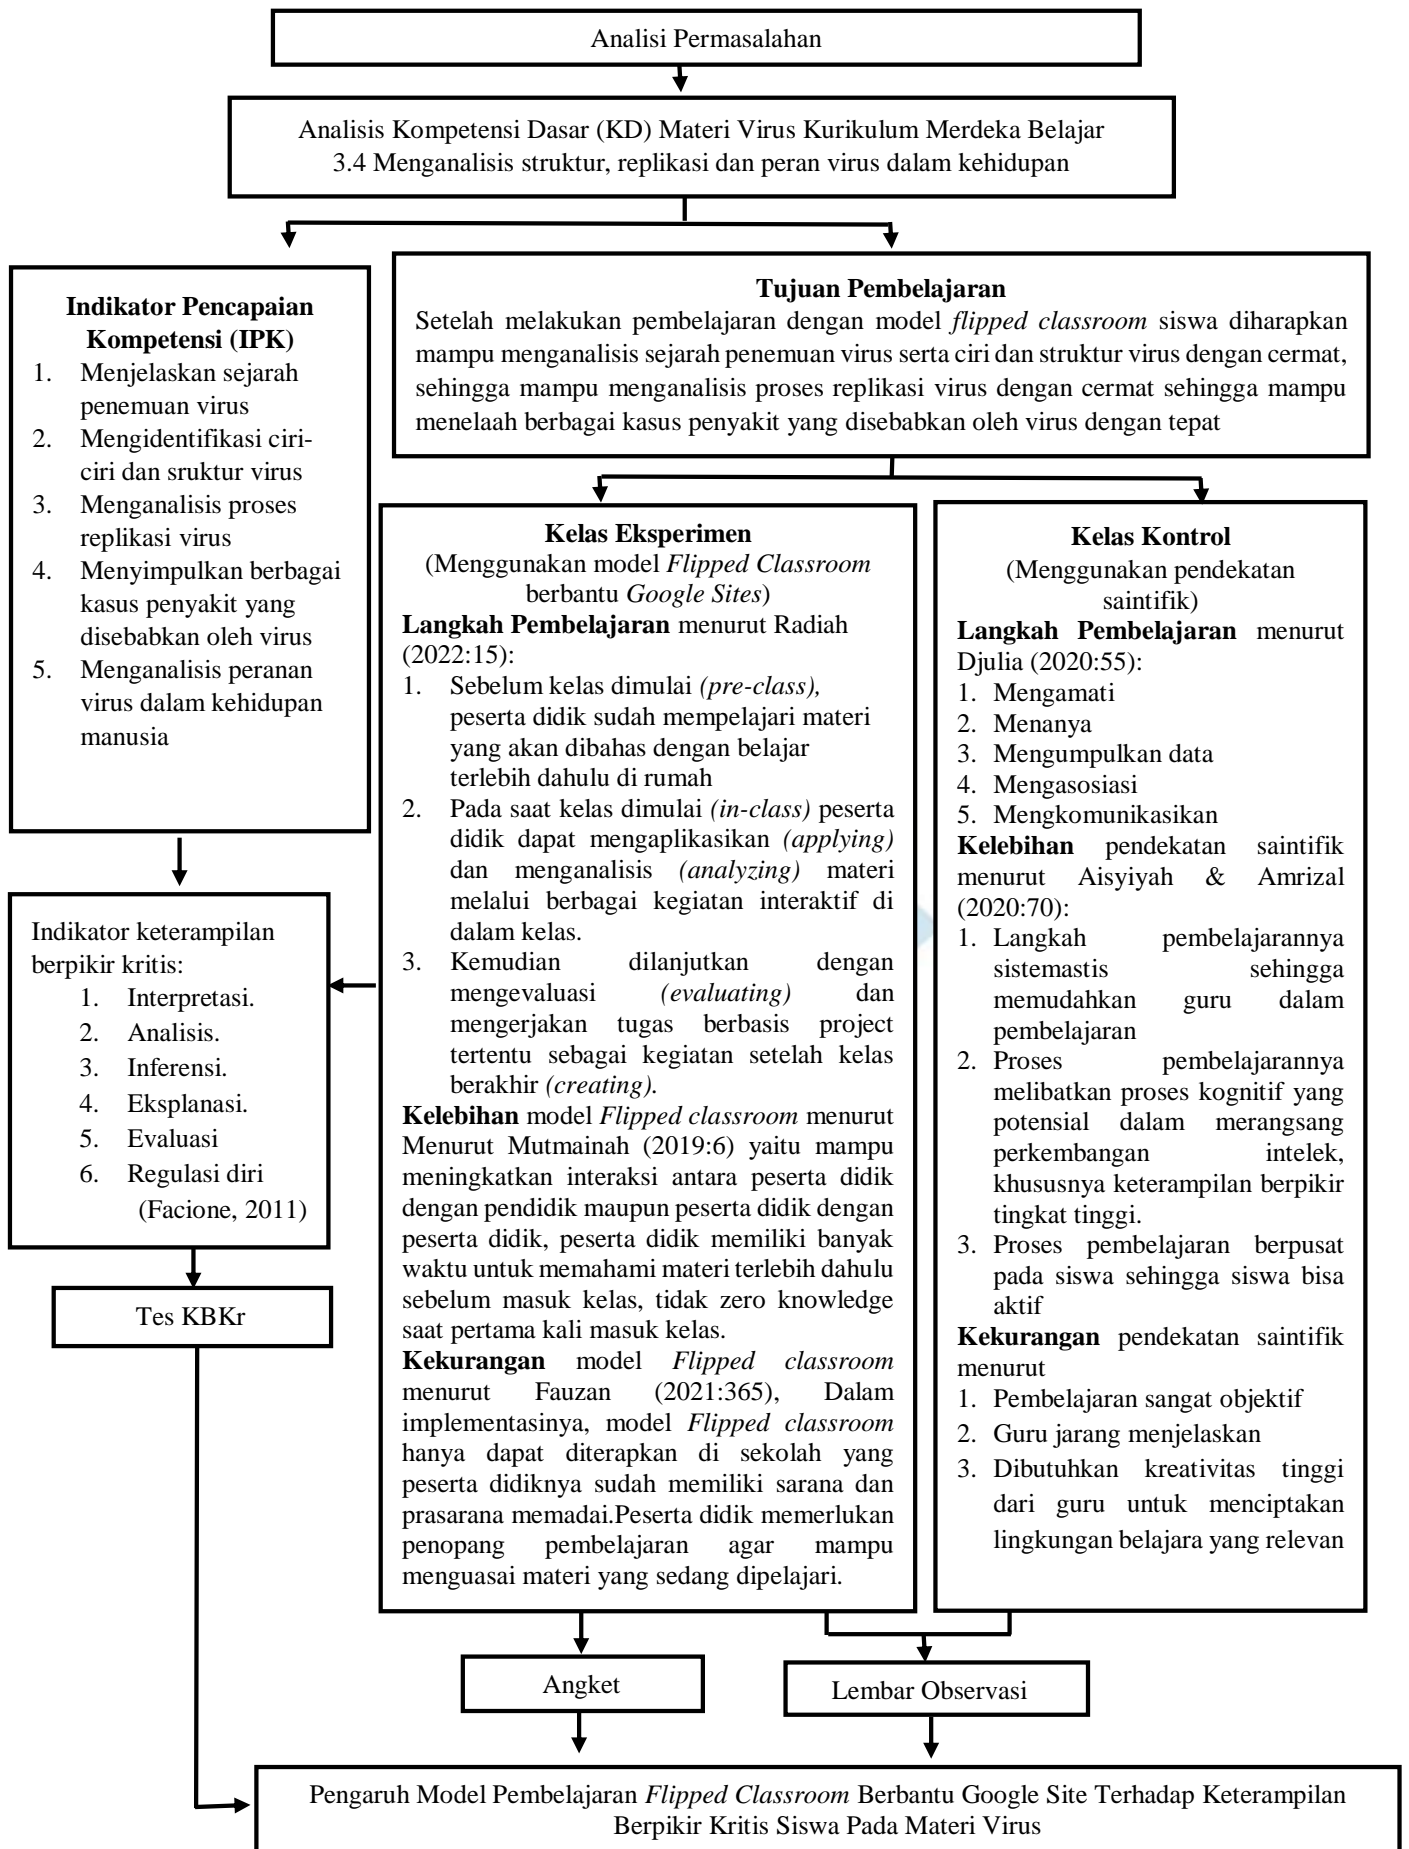 Analisi Permasalahan
Analisis Kompetensi Dasar (KD) Materi Virus Kurikulum Merdeka Belajar
3.4 Menganalisis struktur, replikasi dan peran virus dalam kehidupan
Indikator Pencapaian
Kompetensi (IPK)
1. Menjelaskan sejarah
penemuan virus
2. Mengidentifikasi ciri-
ciri dan sruktur virus
3. Menganalisis proses
replikasi virus
4. Menyimpulkan berbagai
kasus penyakit yang
disebabkan oleh virus
5. Menganalisis peranan
virus dalam kehidupan
manusia
Tujuan Pembelajaran
Setelah melakukan pembelajaran dengan model flipped classroom siswa diharapkan
mampu menganalisis sejarah penemuan virus serta ciri dan struktur virus dengan cermat,
sehingga mampu menganalisis proses replikasi virus dengan cermat sehingga mampu
menelaah berbagai kasus penyakit yang disebabkan oleh virus dengan tepat
Kelas Eksperimen
(Menggunakan model Flipped Classroom
berbantu Google Sites)
Langkah Pembelajaran menurut Radiah
(2022:15):
1. Sebelum kelas dimulai (pre-class),
peserta didik sudah mempelajari materi
yang akan dibahas dengan belajar
terlebih dahulu di rumah
2. Pada saat kelas dimulai (in-class) peserta
didik dapat mengaplikasikan (applying)
dan menganalisis (analyzing) materi
melalui berbagai kegiatan interaktif di
dalam kelas.
3. Kemudian dilanjutkan dengan
mengevaluasi (evaluating) dan
mengerjakan tugas berbasis project
tertentu sebagai kegiatan setelah kelas
berakhir (creating).
Kelebihan model Flipped classroom menurut
Menurut Mutmainah (2019:6) yaitu mampu
meningkatkan interaksi antara peserta didik
dengan pendidik maupun peserta didik dengan
peserta didik, peserta didik memiliki banyak
waktu untuk memahami materi terlebih dahulu
sebelum masuk kelas, tidak zero knowledge
saat pertama kali masuk kelas.
Kekurangan model Flipped classroom
menurut Fauzan (2021:365), Dalam
implementasinya, model Flipped classroom
hanya dapat diterapkan di sekolah yang
peserta didiknya sudah memiliki sarana dan
prasarana memadai.Peserta didik memerlukan
penopang pembelajaran agar mampu
menguasai materi yang sedang dipelajari.
Kelas Kontrol
(Menggunakan pendekatan
saintifik)
Langkah Pembelajaran menurut
Djulia (2020:55):
1. Mengamati
2. Menanya
3. Mengumpulkan data
4. Mengasosiasi
5. Mengkomunikasikan
Kelebihan pendekatan saintifik
menurut Aisyiyah & Amrizal
(2020:70):
1. Langkah pembelajarannya
sistemastis sehingga
memudahkan guru dalam
pembelajaran
2. Proses pembelajarannya
melibatkan proses kognitif yang
potensial dalam merangsang
perkembangan intelek,
khususnya keterampilan berpikir
tingkat tinggi.
3. Proses pembelajaran berpusat
pada siswa sehingga siswa bisa
aktif
Kekurangan pendekatan saintifik
menurut
1. Pembelajaran sangat objektif
2. Guru jarang menjelaskan
3. Dibutuhkan kreativitas tinggi
dari guru untuk menciptakan
lingkungan belajara yang relevan
Indikator keterampilan
berpikir kritis:
1. Interpretasi.
2. Analisis.
3. Inferensi.
4. Eksplanasi.
5. Evaluasi
6. Regulasi diri
(Facione, 2011)
Tes KBKr
Angket
Lembar Observasi
Pengaruh Model Pembelajaran Flipped Classroom Berbantu Google Site Terhadap Keterampilan
Berpikir Kritis Siswa Pada Materi Virus